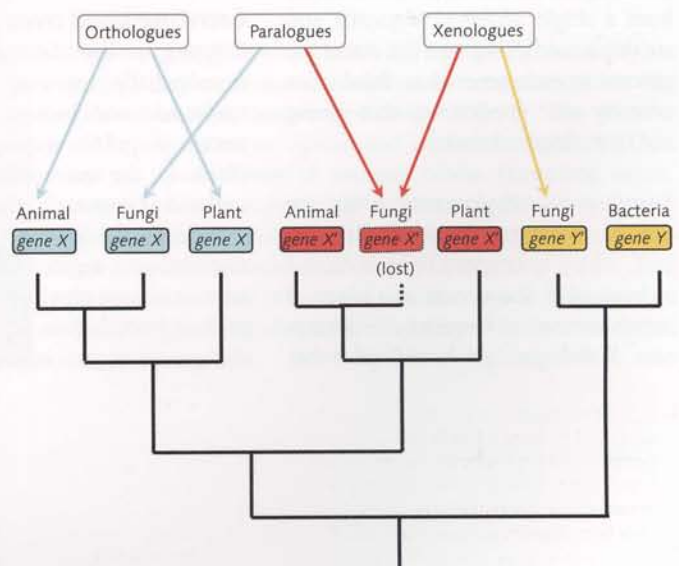 Orthologues Paralogues Xenologues
Animal Fungi Plant Animal Fungi Plant Fungi Bacteria
gene X gene X gene X gene X' gene X' gene X' gene Y' gene Y
(lost)